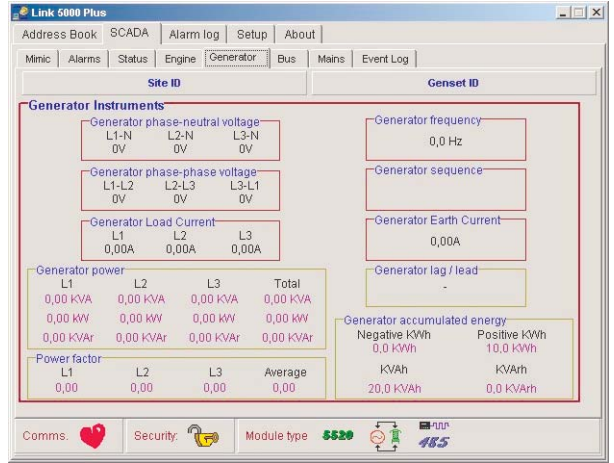 Link 5000 Plus
Address Book SCADA Alarm log Setup About
Mimic Alarms Status Engine Generator Bus Mains Event Log
Site ID Genset ID
Generator Instruments
Generator phase-neutral voltage
L1-N L2-N L3-N
0V 0V 0V
Generator frequency
0,0 Hz
Generator phase-phase voltage
L1-L2 L2-L3 L3-L1
0V 0V 0V
Generator sequence
Generator Load Current
L1 L2 L3
0,00A 0,00A 0,00A
Generator Earth Current
0,00A
Generator power
L1 L2 L3 Total
0,00 KVA 0,00 KVA 0,00 KVA 0,00 KVA
0,00 kW 0,00 kW 0,00 kW 0,00 kW
0,00 KVAr 0,00 KVAr 0,00 KVAr 0,00 KVAr
Generator lag / lead
-
Power factor
L1 L2 L3 Average
0,00 0,00 0,00 0,00
Generator accumulated energy
Negative KWh Positive KWh
0,0 KWh 10,0 KWh
KVAh KVArh
20,0 KVAh 0,0 KVArh
Comms. Security: Module type 5520 485